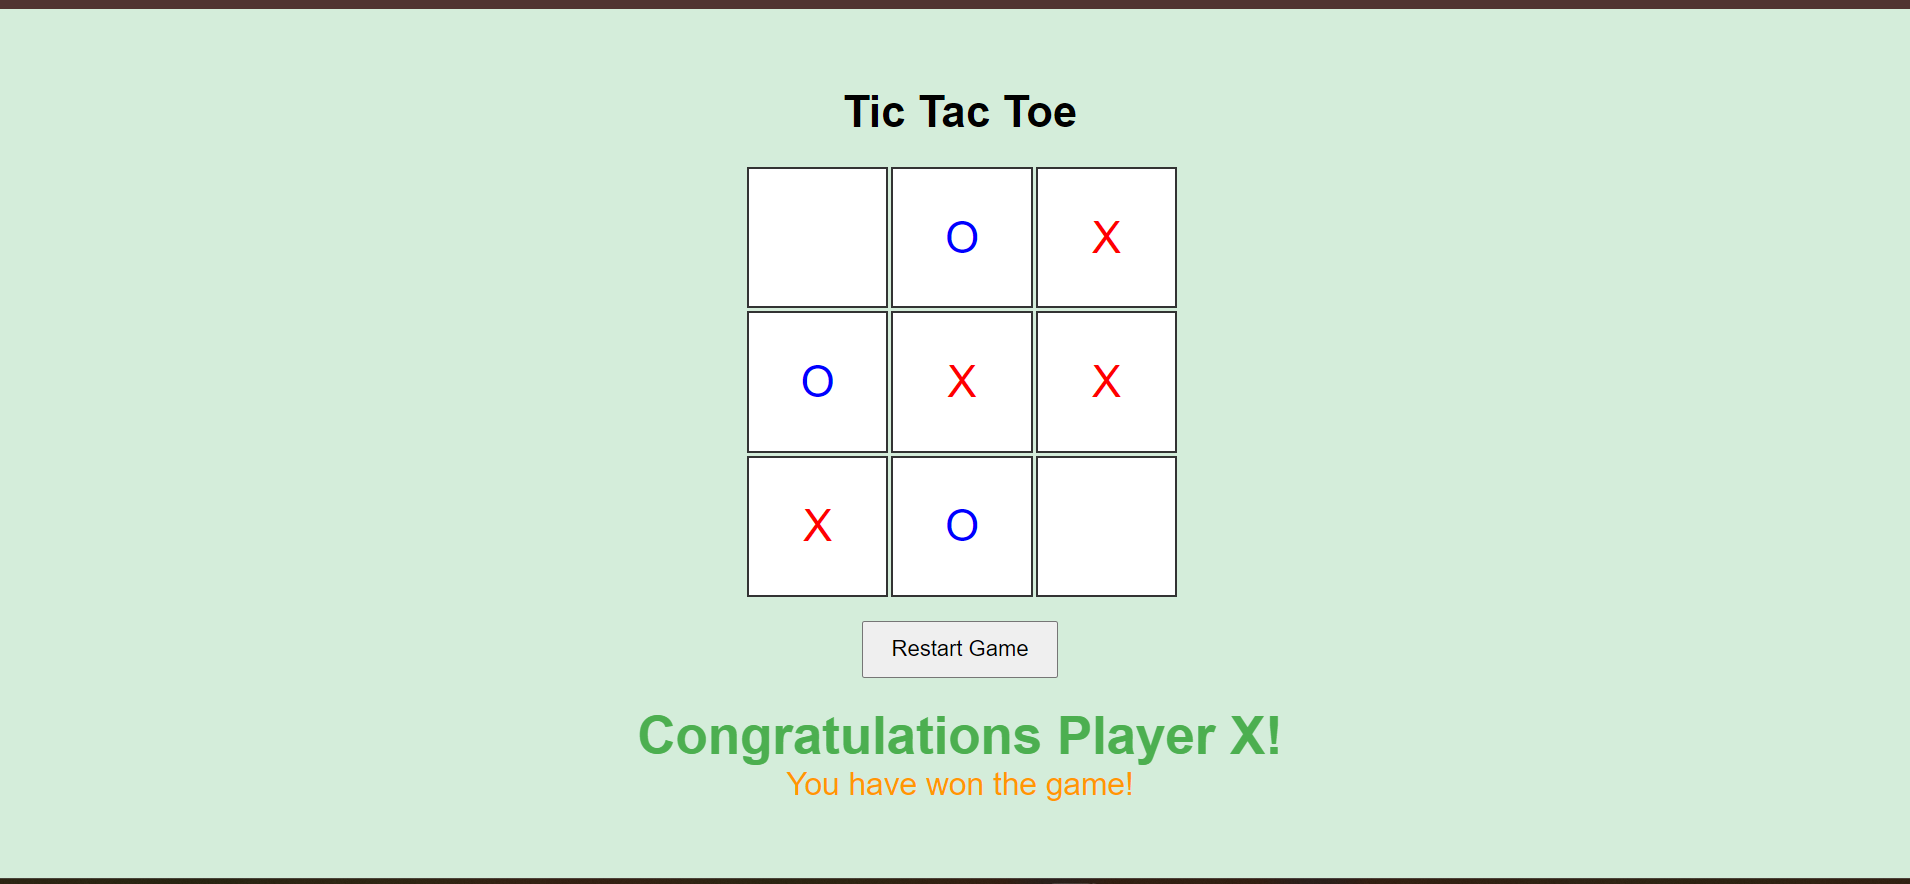 Tic Tac Toe
O X
O X X
X O
Restart Game
Congratulations Player X!
You have won the game!